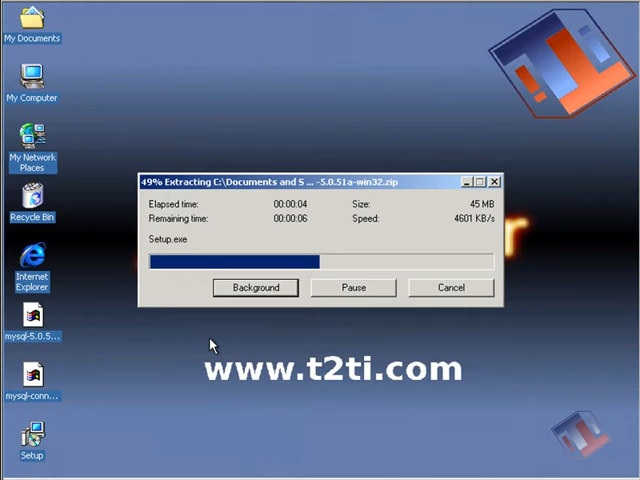 My Documents
My Computer
My Network
Places
Recycle Bin
Internet
Explorer
mysql-5.0.5...
mysql-conn...
Setup
49% Extracting C:\Documents and S ... -5.0.51a-win32.zip
Elapsed time: 00:00:04 Size: 45 MB
Remaining time: 00:00:06 Speed: 4601 KB/s
Setup.exe
Background Pause Cancel
www.t2ti.com